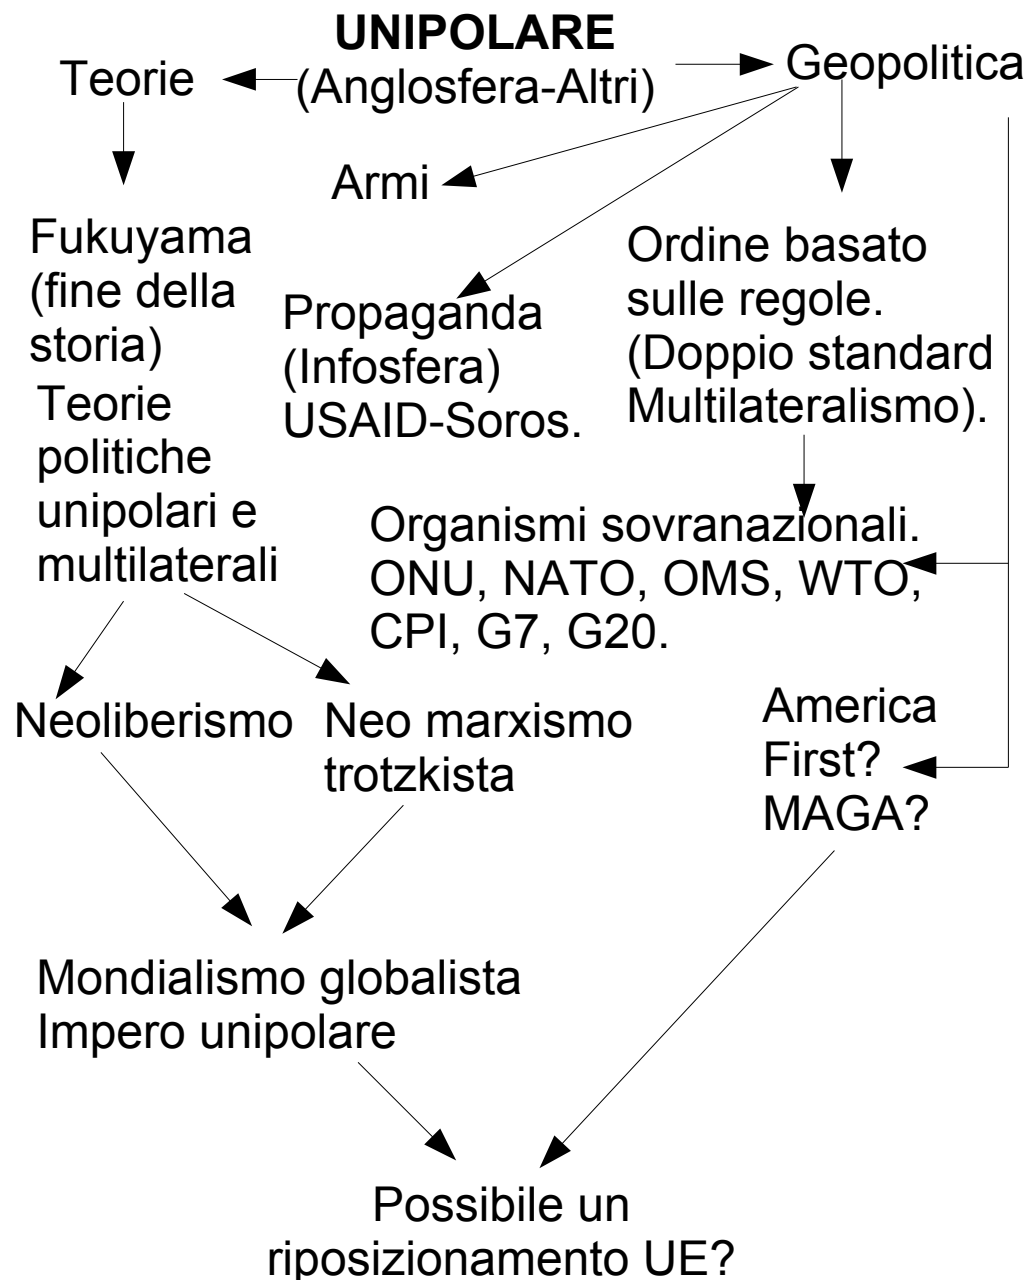 UNIPOLARE
(Anglosfera-Altri)
Teorie
Geopolitica
Armi
Fukuyama
(fine della
storia)
Teorie
politiche
unipolari e
multilaterali
Propaganda
(Infosfera)
USAID-Soros.
Ordine basato
sulle regole.
(Doppio standard
Multilateralismo).
Organismi sovranazionali.
ONU, NATO, OMS, WTO,
CPI, G7, G20.
Neoliberismo
Neo marxismo
trotzkista
America
First?
MAGA?
Mondialismo globalista
Impero unipolare
Possibile un
riposizionamento UE?